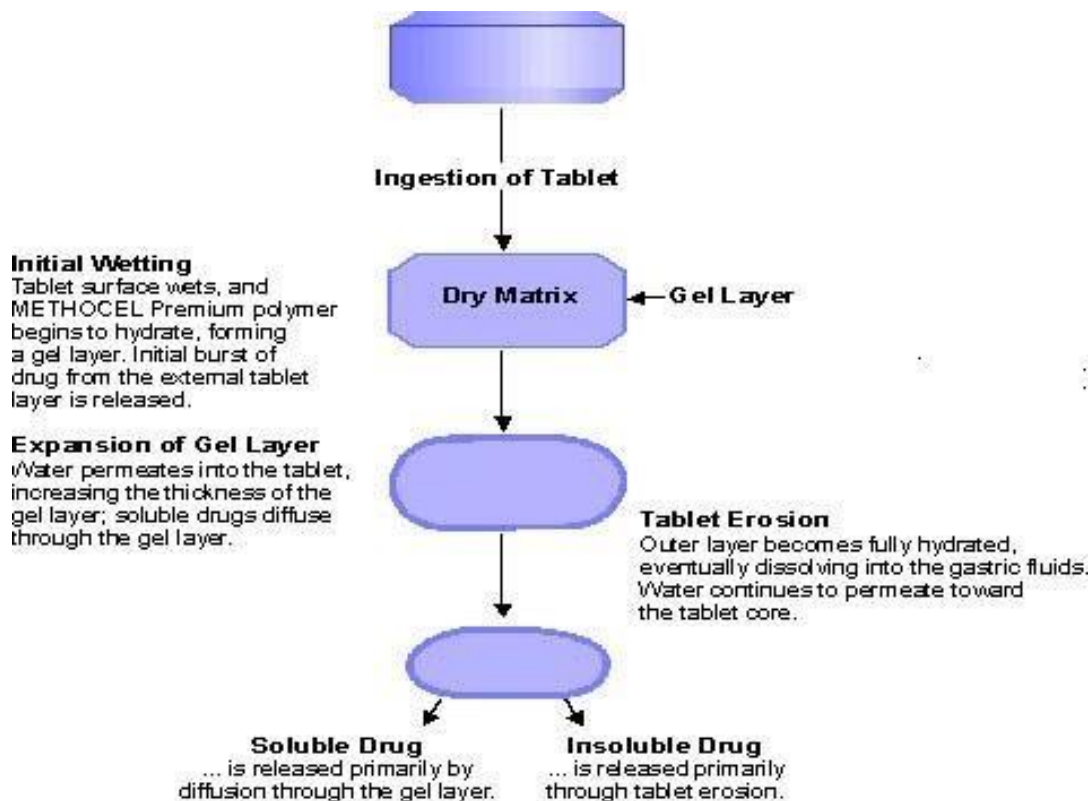 Ingestion of Tablet
Initial Wetting
Tablet surface wets, and
METHOCEL Premium polymer
begins to hydrate, forming
a gel layer. Initial burst of
drug from the external tablet
layer is released.
Dry Matrix
Gel Layer
Expansion of Gel Layer
Water permeates into the tablet,
increasing the thickness of the
gel layer; soluble drugs diffuse
through the gel layer.
Tablet Erosion
Outer layer becomes fully hydrated,
eventually dissolving into the gastric fluids.
Water continues to permeate toward
the tablet core.
Soluble Drug
... is released primarily by
diffusion through the gel layer.
Insoluble Drug
... is released primarily
through tablet erosion.